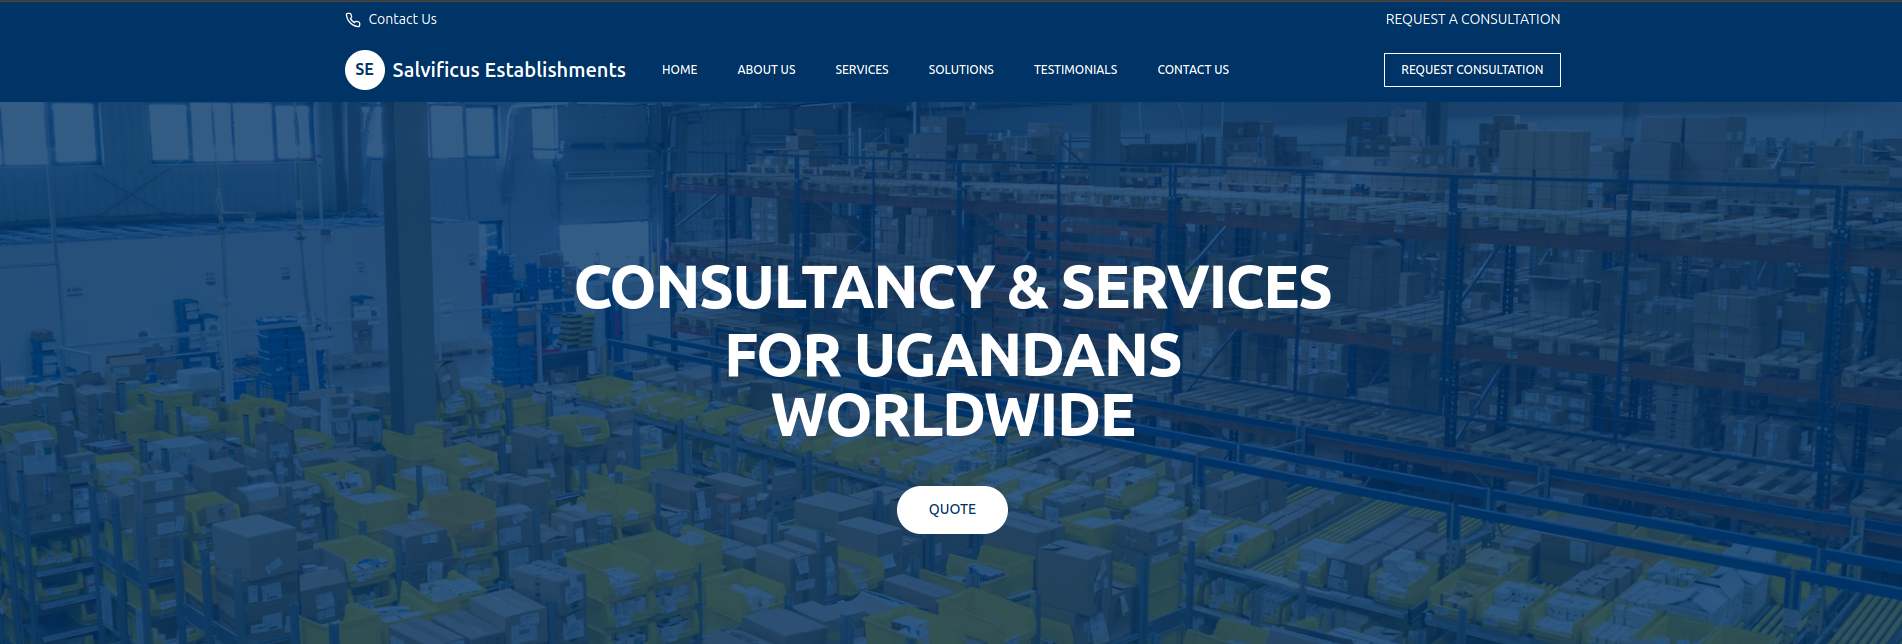 Contact Us
REQUEST A CONSULTATION
SE
Salvificus Establishments
HOME
ABOUT US
SERVICES
SOLUTIONS
TESTIMONIALS
CONTACT US
REQUEST CONSULTATION
CONSULTANCY & SERVICES
FOR UGANDANS
WORLDWIDE
QUOTE